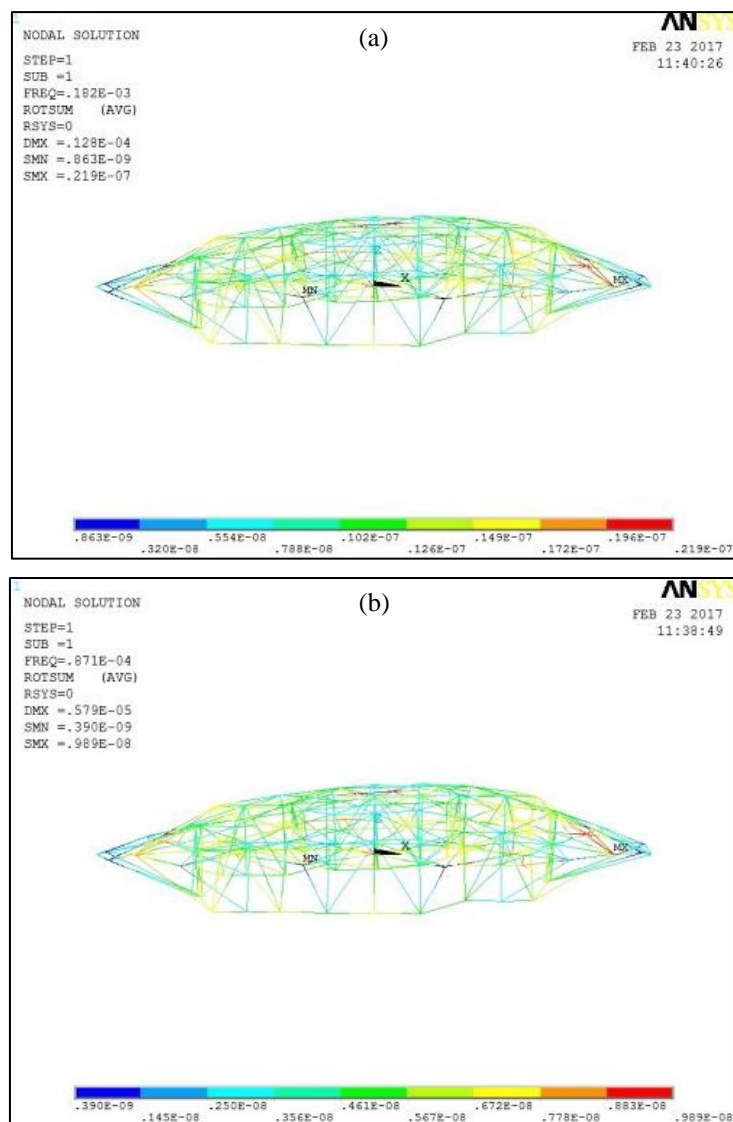 1
ANSYS
NODAL SOLUTION
(a)
FEB 23 2017
11:40:26
STEP=1
SUB =1
FREQ=.182E-03
ROTSUM (AVG)
RSYS=0
DMX =.128E-04
SMN =.863E-09
SMX =.219E-07
Z
X
MN
MX
.863E-09 .554E-08 .102E-07 .149E-07 .196E-07
.320E-08 .788E-08 .126E-07 .172E-07 .219E-07
1
ANSYS
NODAL SOLUTION
(b)
FEB 23 2017
11:38:49
STEP=1
SUB =1
FREQ=.871E-04
ROTSUM (AVG)
RSYS=0
DMX =.579E-05
SMN =.390E-09
SMX =.989E-08
Z
X
MN
MX
.390E-09 .250E-08 .461E-08 .672E-08 .883E-08
.145E-08 .356E-08 .567E-08 .778E-08 .989E-08